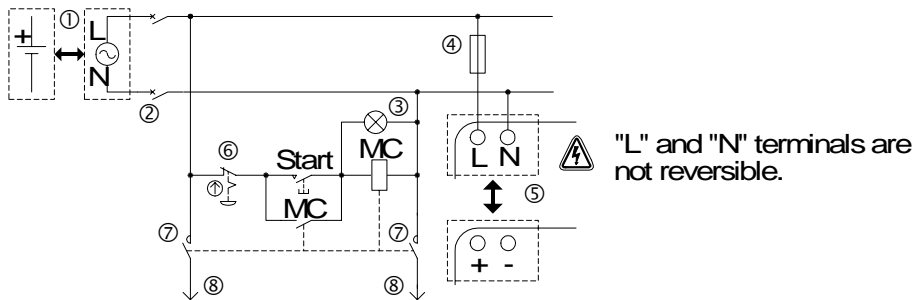 ①
+
L
N
②
④
③
⑥
Start
MC
MC
L N
"L" and "N" terminals are
not reversible.
⑤
⑦
⑦
+ -
⑧
⑧